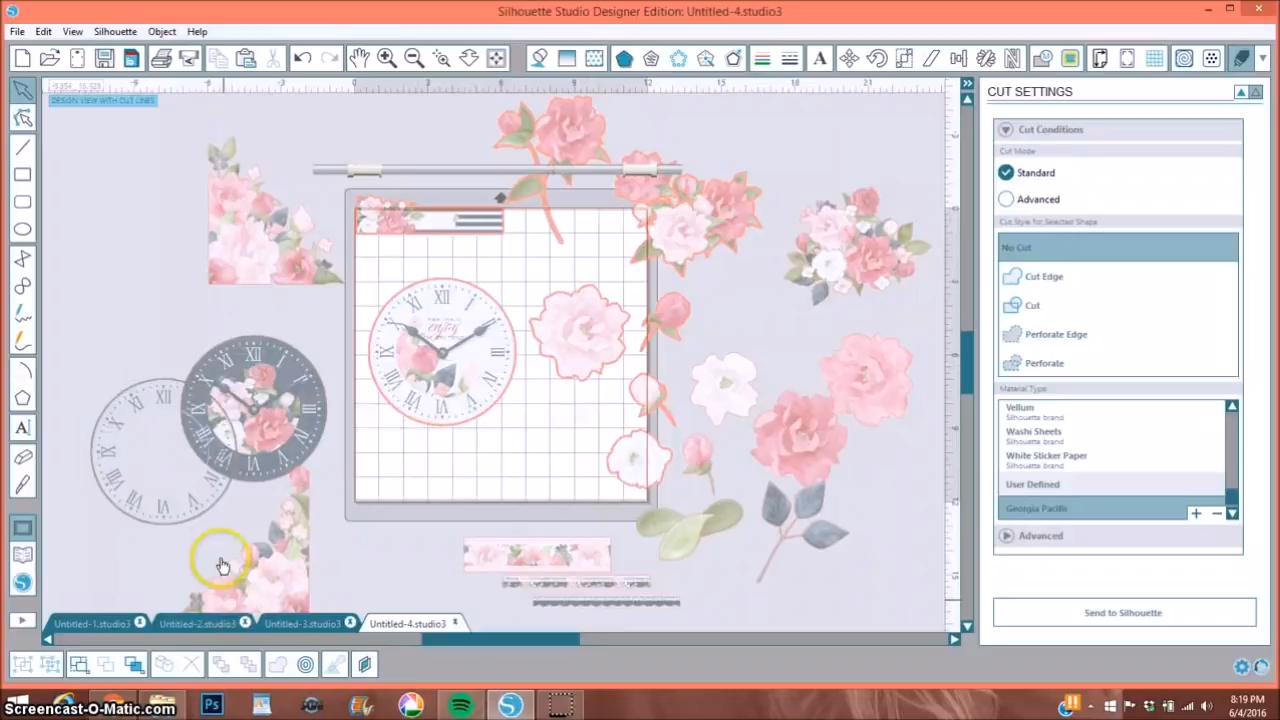 Silhouette Studio Designer Edition: Untitled-4.studio3
File Edit View Silhouette Object Help
CUT SETTINGS
DESIGN VIEW WITH CUT LINES
Cut Conditions
Cut Mode
Standard
Advanced
Cut Style for Selected Shape
No Cut
Cut Edge
Cut
Perforate Edge
Perforate
Material Type
Vellum
Silhouette brand
Washi Sheets
Silhouette brand
White Sticker Paper
Silhouette brand
User Defined
Georgia Pacific
Advanced
Send to Silhouette
enjoy
Untitled-1.studio3 Untitled-2.studio3 Untitled-3.studio3 Untitled-4.studio3
Screencast-O-Matic.com
8:19 PM
6/4/2016